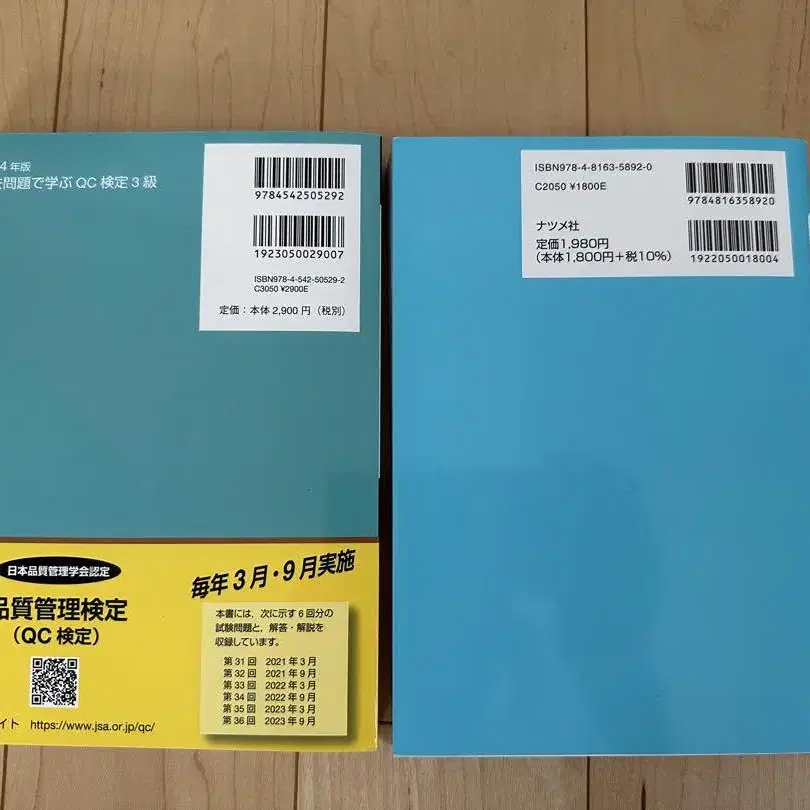 4年版
問題で学ぶQC検定3級
9784542505292
1923050029007
ISBN978-4-542-50529-2
C3050 ¥2900E
定価：本体2,900円（税別）
日本品質管理学会認定
品質管理検定
（QC検定）
イト https://www.jsa.or.jp/qc/
毎年3月・9月実施
本書には，次に示す6回分の
試験問題と，解答・解説を
収録しています。
第31回 2021年3月
第32回 2021年9月
第33回 2022年3月
第34回 2022年9月
第35回 2023年3月
第36回 2023年9月
ISBN978-4-8163-5892-0
C2050 ¥1800E
9784816358920
ナツメ社
定価1,980円
（本体1,800円＋税10%）
1922050018004